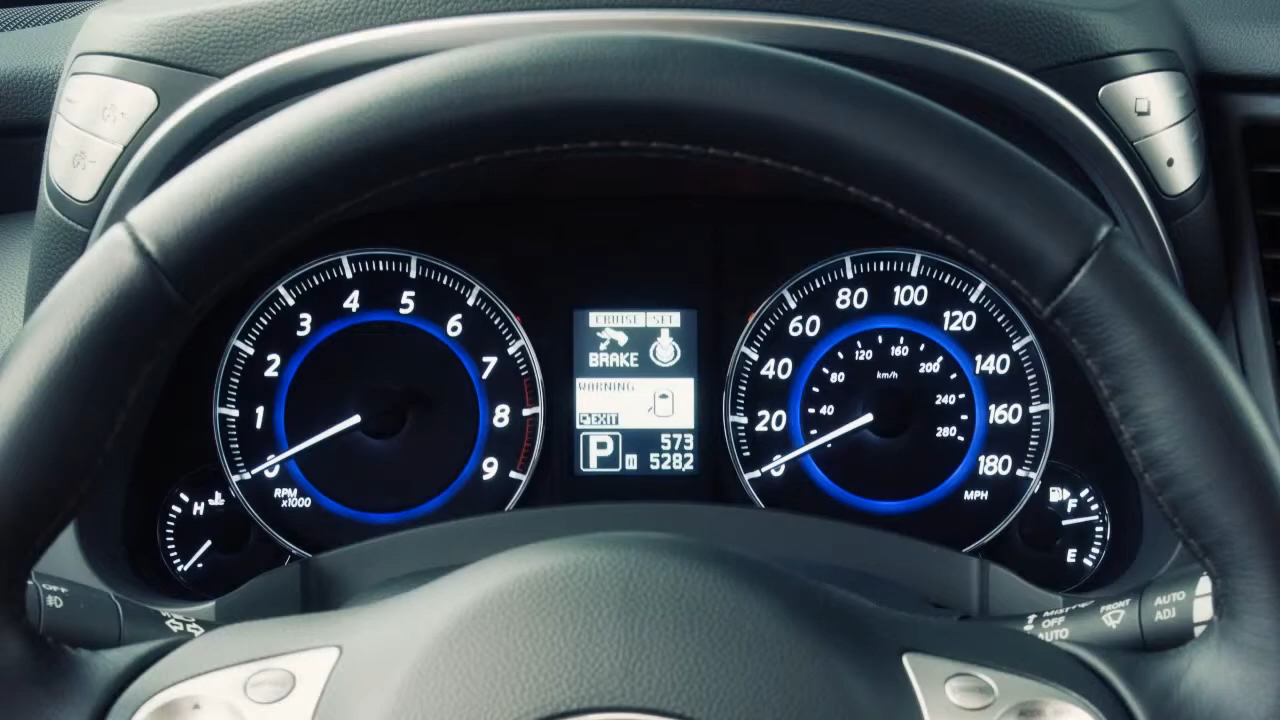 4 5
3 6
2 7
1 8
0 9
RPM
x1000
H
CRUISE SET
BRAKE
WARNING
EXIT
P 573
5282
80 100
60 120
40 140
20 160
0 180
MPH
120 160
80 200
40 240
280
km/h
F
E
OFF
MIST
OFF
AUTO
FRONT
AUTO
ADJ